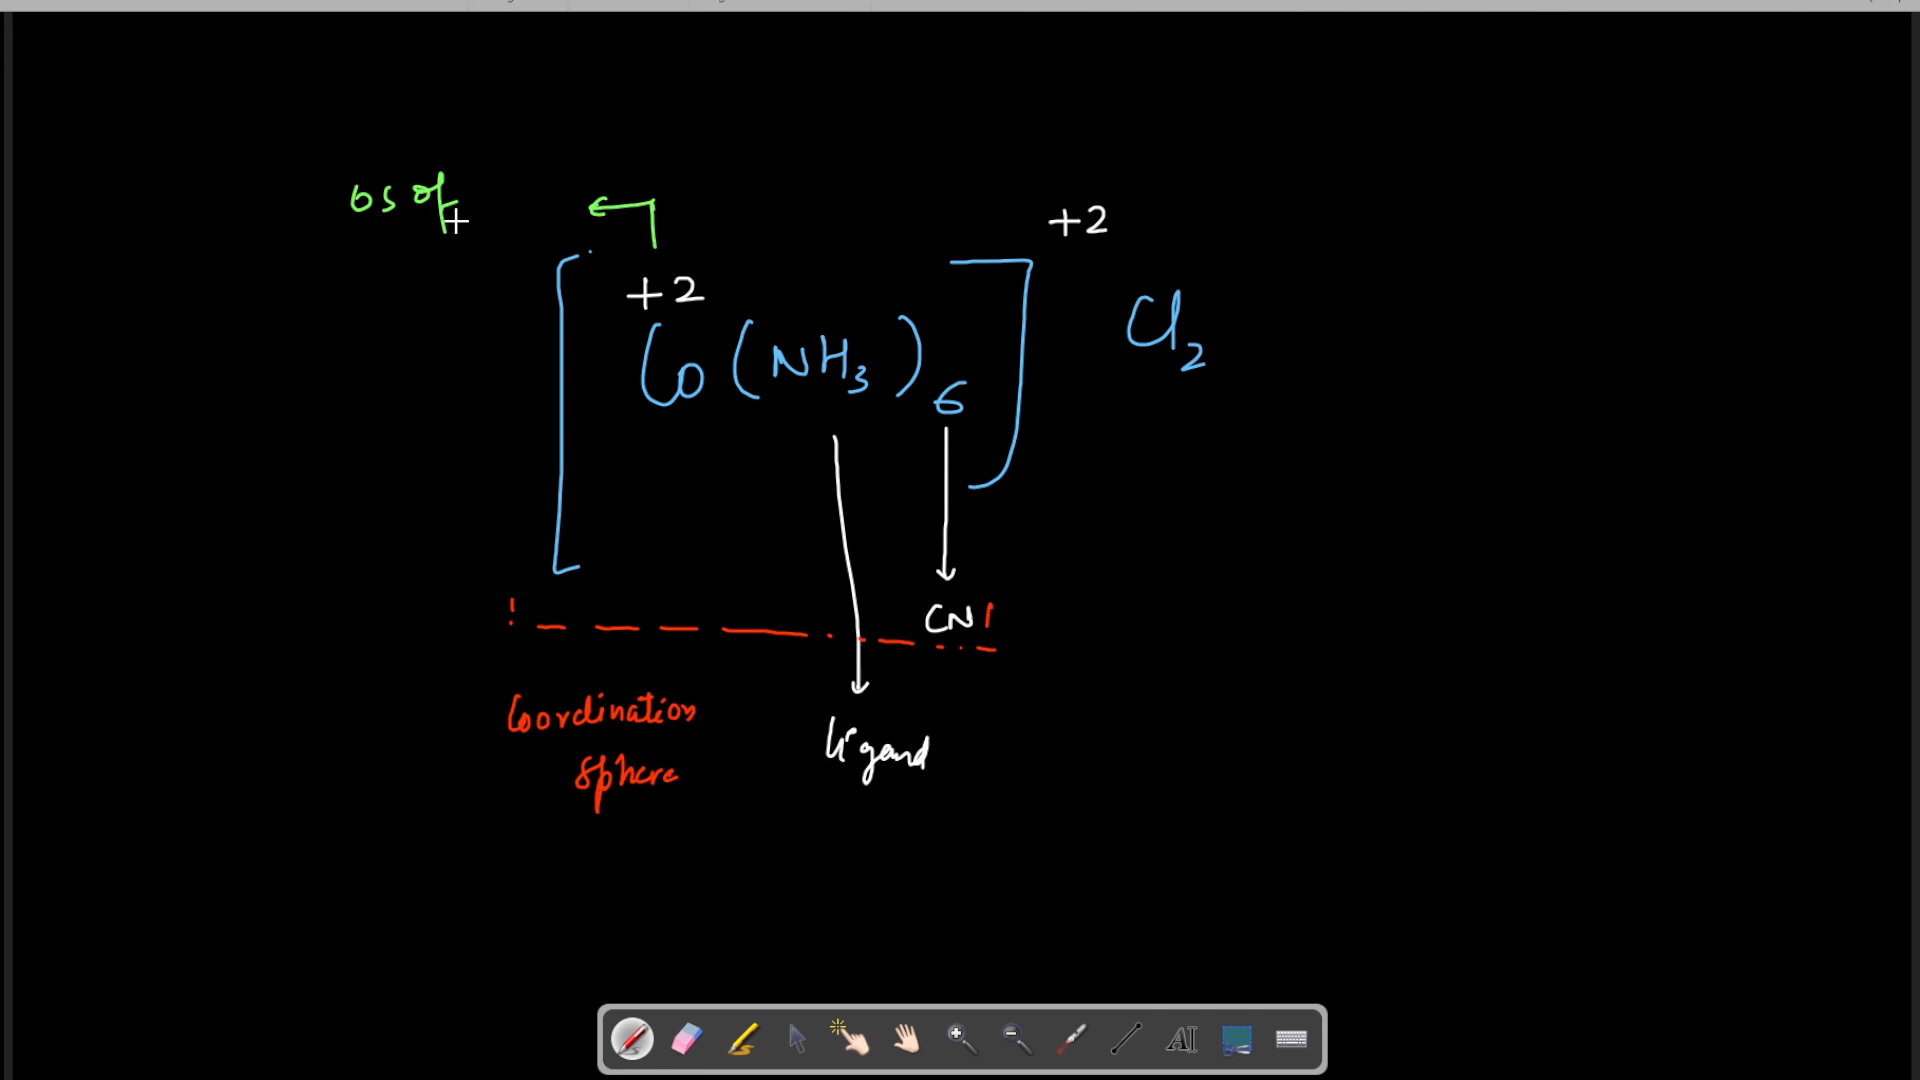 os of
+2
+2
[Co(NH₃)₆] Cl₂
CN
Coordination
Sphere
ligand